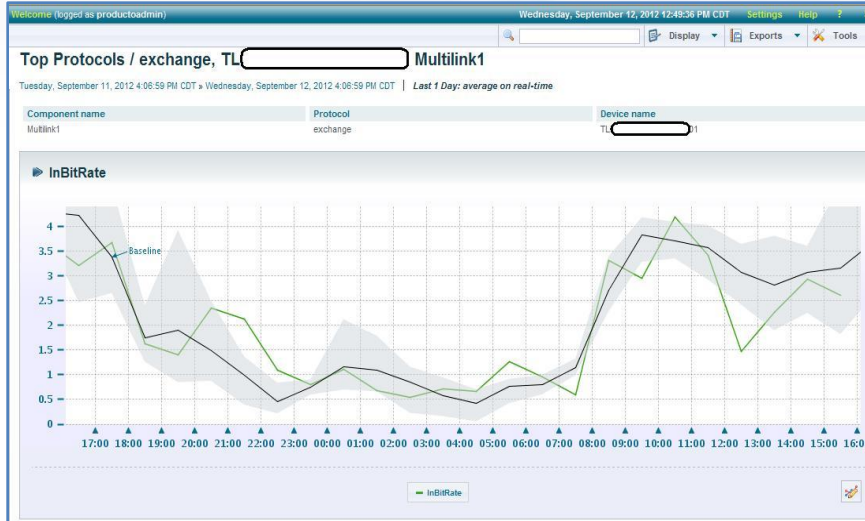 Welcome (logged as productoadmin)
Wednesday, September 12, 2012 12:49:36 PM CDT Settings Help ?
Display Exports Tools
Top Protocols / exchange, TL Multilink1
Tuesday, September 11, 2012 4:06:59 PM CDT » Wednesday, September 12, 2012 4:06:59 PM CDT | Last 1 Day: average on real-time
Component name Protocol Device name
Multilink1 exchange TL 01
InBitRate
4
3.5
Baseline
3
2.5
2
1.5
1
0.5
0
17:00 18:00 19:00 20:00 21:00 22:00 23:00 00:00 01:00 02:00 03:00 04:00 05:00 06:00 07:00 08:00 09:00 10:00 11:00 12:00 13:00 14:00 15:00 16:0
InBitRate